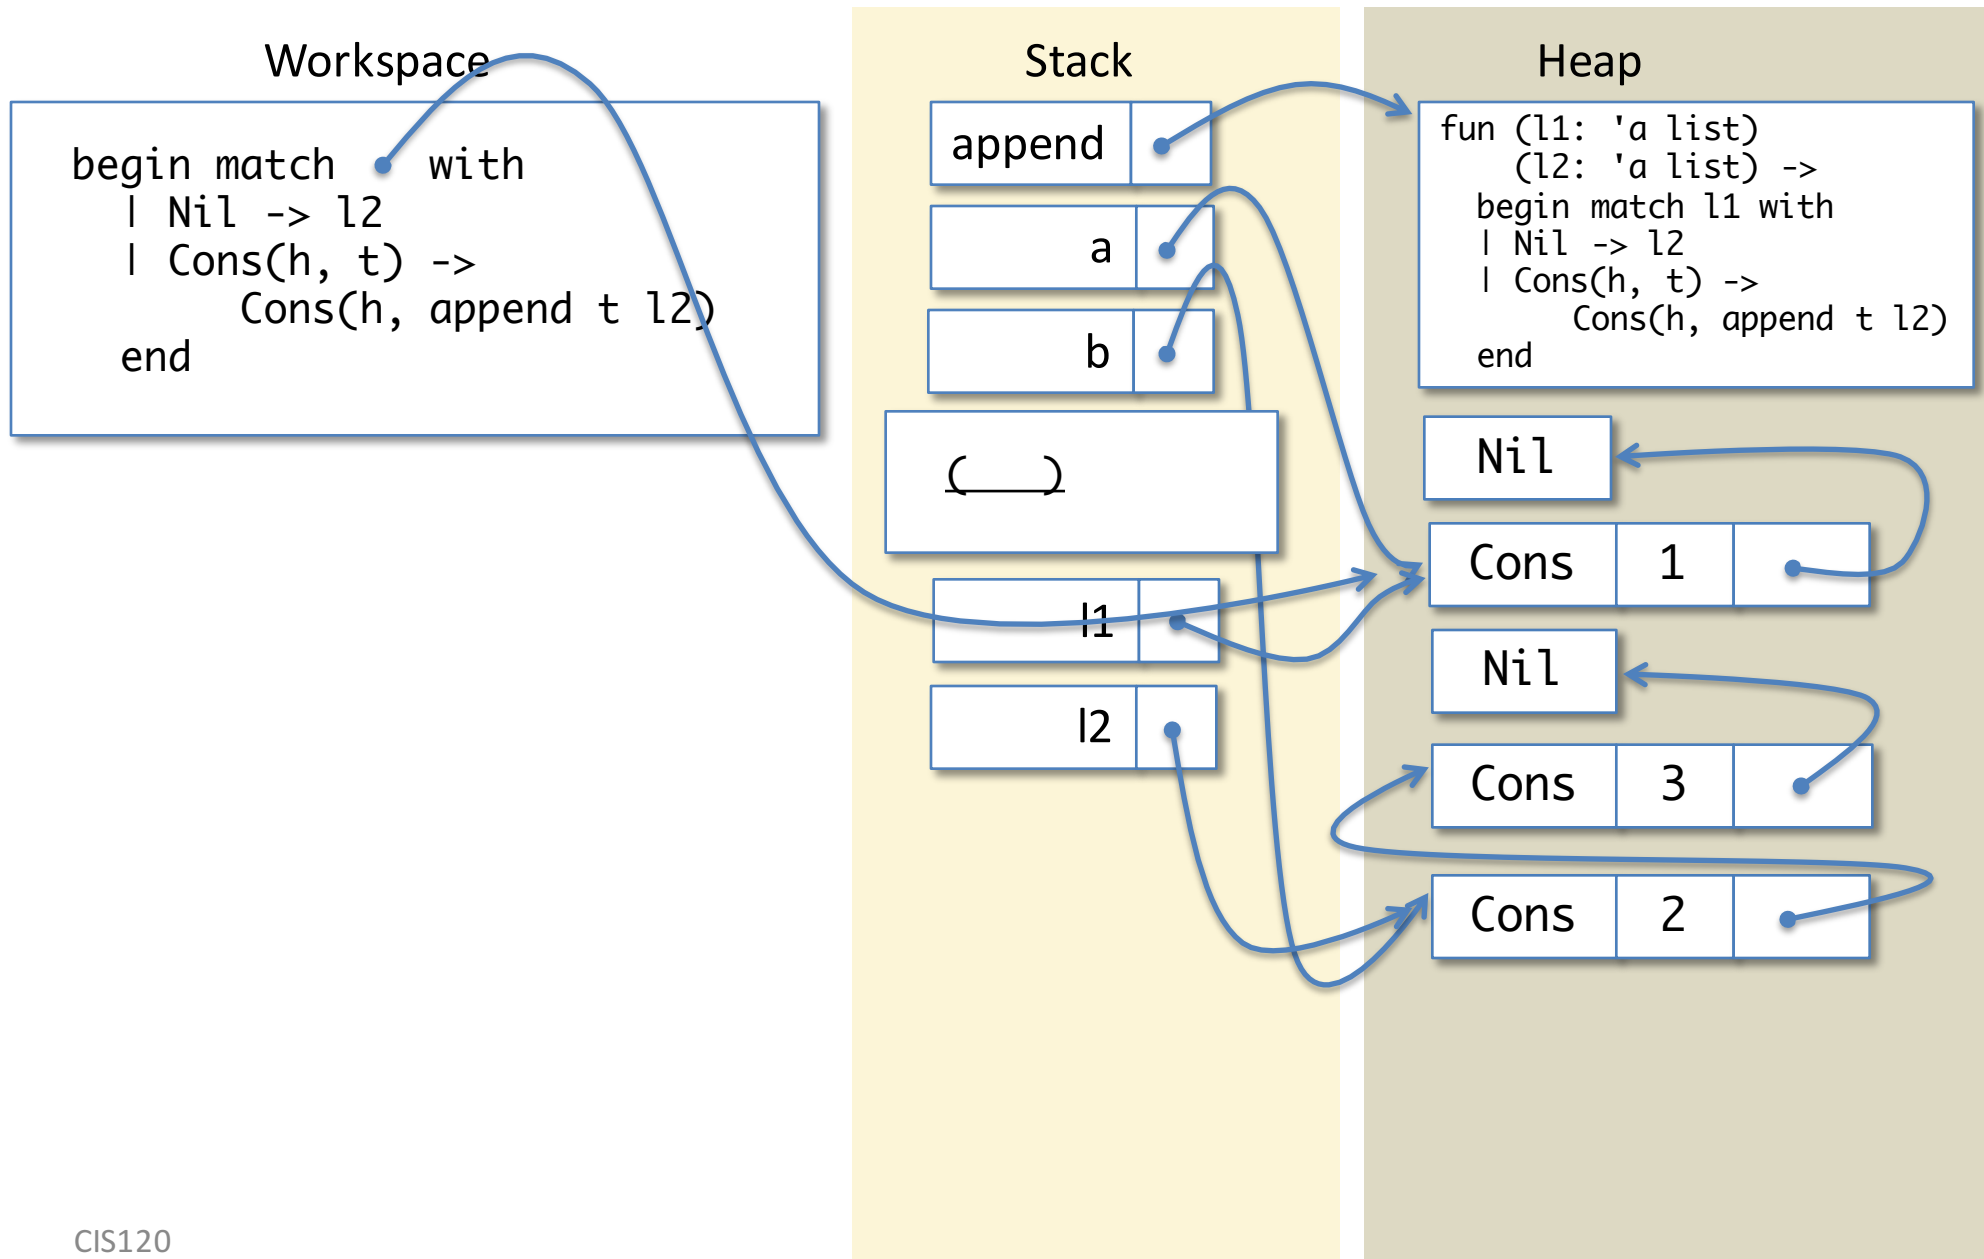 Workspace
begin match with
| Nil -> l2
| Cons(h, t) ->
Cons(h, append t l2)
end
Stack
append
a
b
(____)
l1
l2
Heap
fun (l1: 'a list)
(l2: 'a list) ->
begin match l1 with
| Nil -> l2
| Cons(h, t) ->
Cons(h, append t l2)
end
Nil
Cons 1
Nil
Cons 3
Cons 2
CIS120